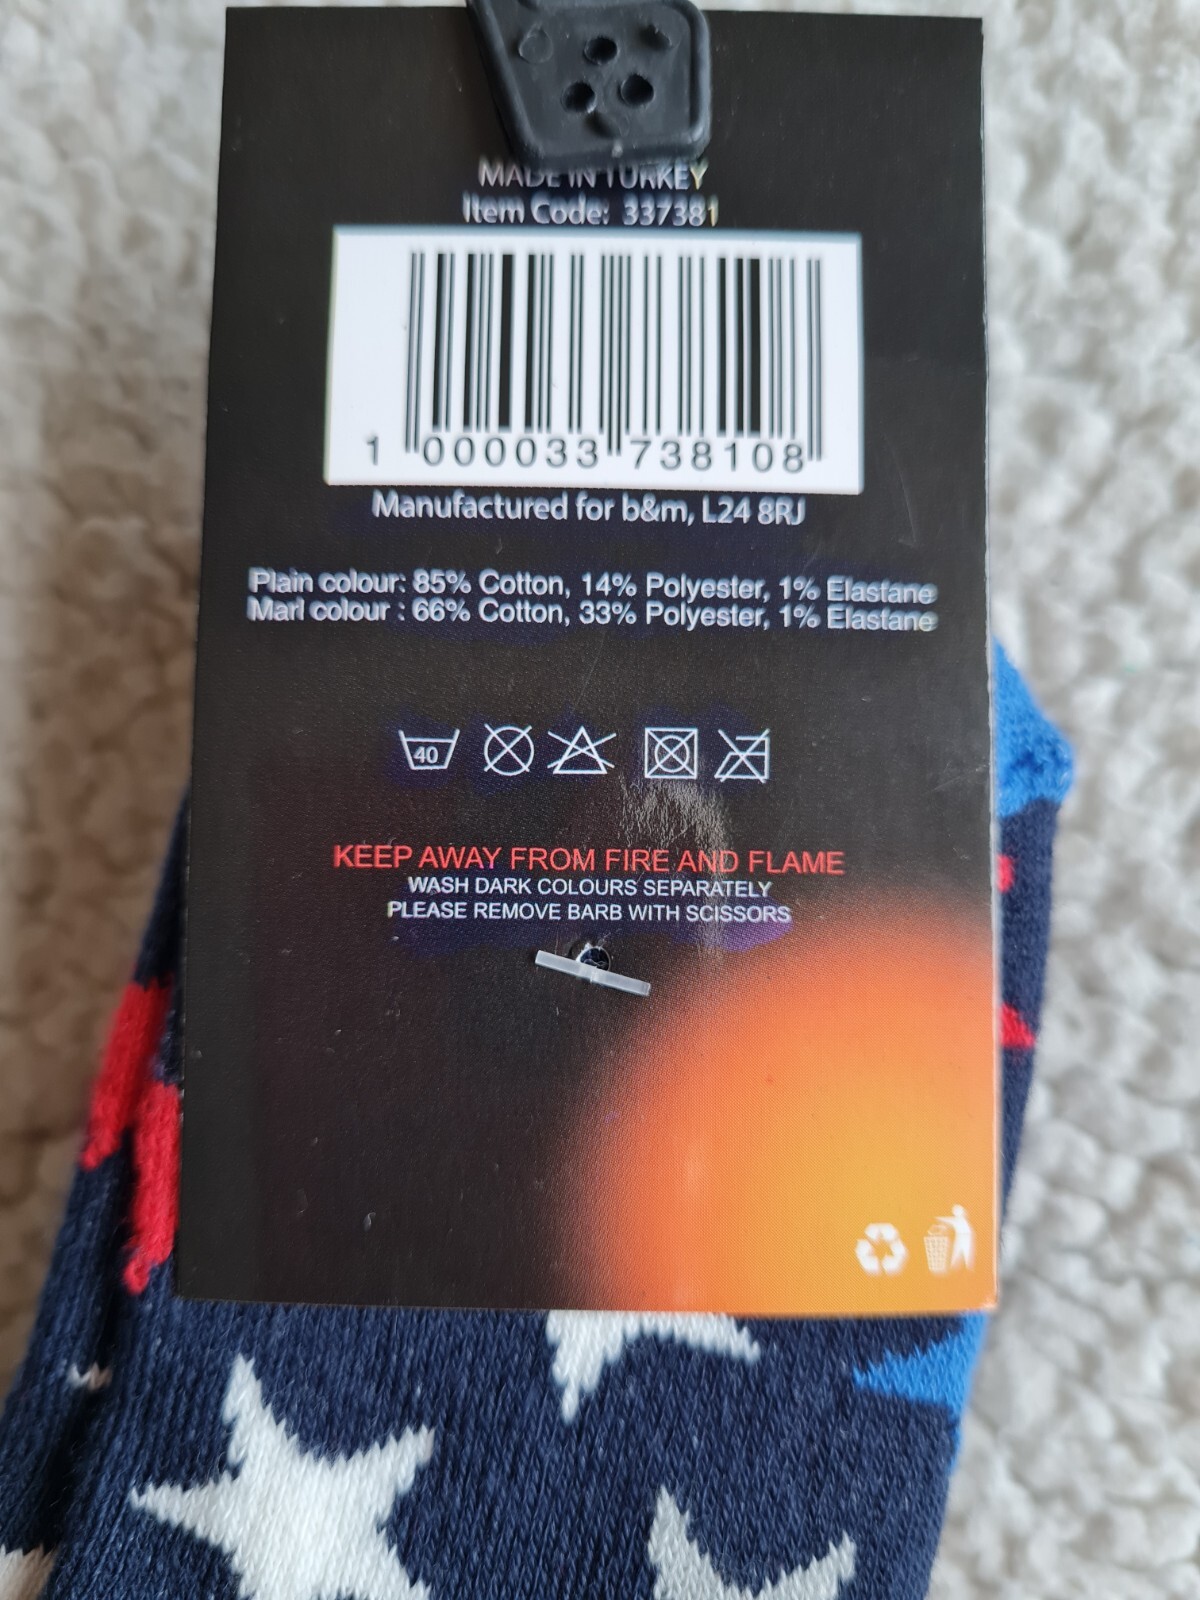 MADE IN TURKEY
Item Code: 337381
1 000033 738108
Manufactured for b&m, L24 8RJ
Plain colour: 85% Cotton, 14% Polyester, 1% Elastane
Marl colour : 66% Cotton, 33% Polyester, 1% Elastane
40
KEEP AWAY FROM FIRE AND FLAME
WASH DARK COLOURS SEPARATELY
PLEASE REMOVE BARB WITH SCISSORS